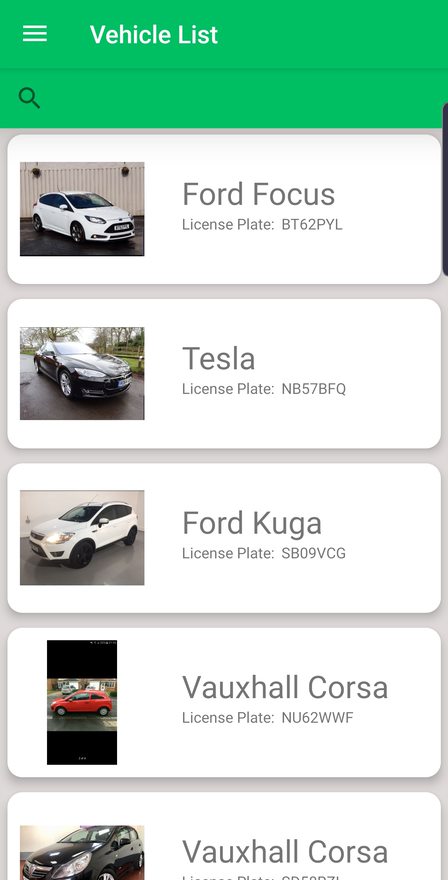 Vehicle List
Ford Focus
License Plate: BT62PYL
Tesla
License Plate: NB57BFQ
Ford Kuga
License Plate: SB09VCG
Vauxhall Corsa
License Plate: NU62WWF
Vauxhall Corsa
License Plate: